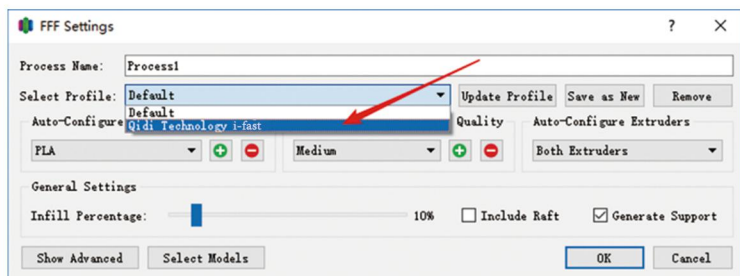 FFF Settings ? ×
Process Name: Process1
Select Profile: Default Update Profile Save as New Remove
Default
Qidi Technology i-fast
Auto-Configure Quality Auto-Configure Extruders
PLA Medium Both Extruders
General Settings
Infill Percentage: 10% Include Raft Generate Support
Show Advanced Select Models OK Cancel